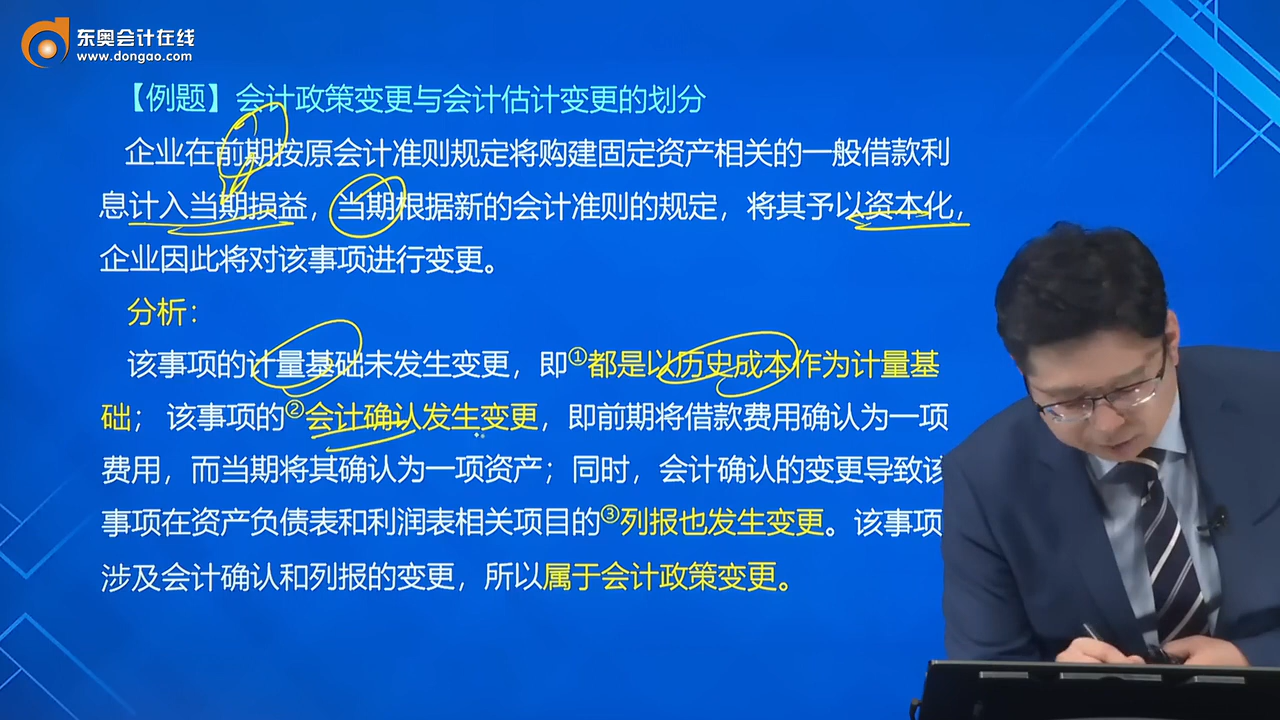 东奥会计在线
www.dongao.com
【例题】会计政策变更与会计估计变更的划分
企业在前期按原会计准则规定将购建固定资产相关的一般借款利
息计入当期损益，当期根据新的会计准则的规定，将其予以资本化，
企业因此将对该事项进行变更。
分析：
该事项的计量基础未发生变更，即①都是以历史成本作为计量基
础；该事项的②会计确认发生变更，即前期将借款费用确认为一项
费用，而当期将其确认为一项资产；同时，会计确认的变更导致该
事项在资产负债表和利润表相关项目的③列报也发生变更。该事项
涉及会计确认和列报的变更，所以属于会计政策变更。